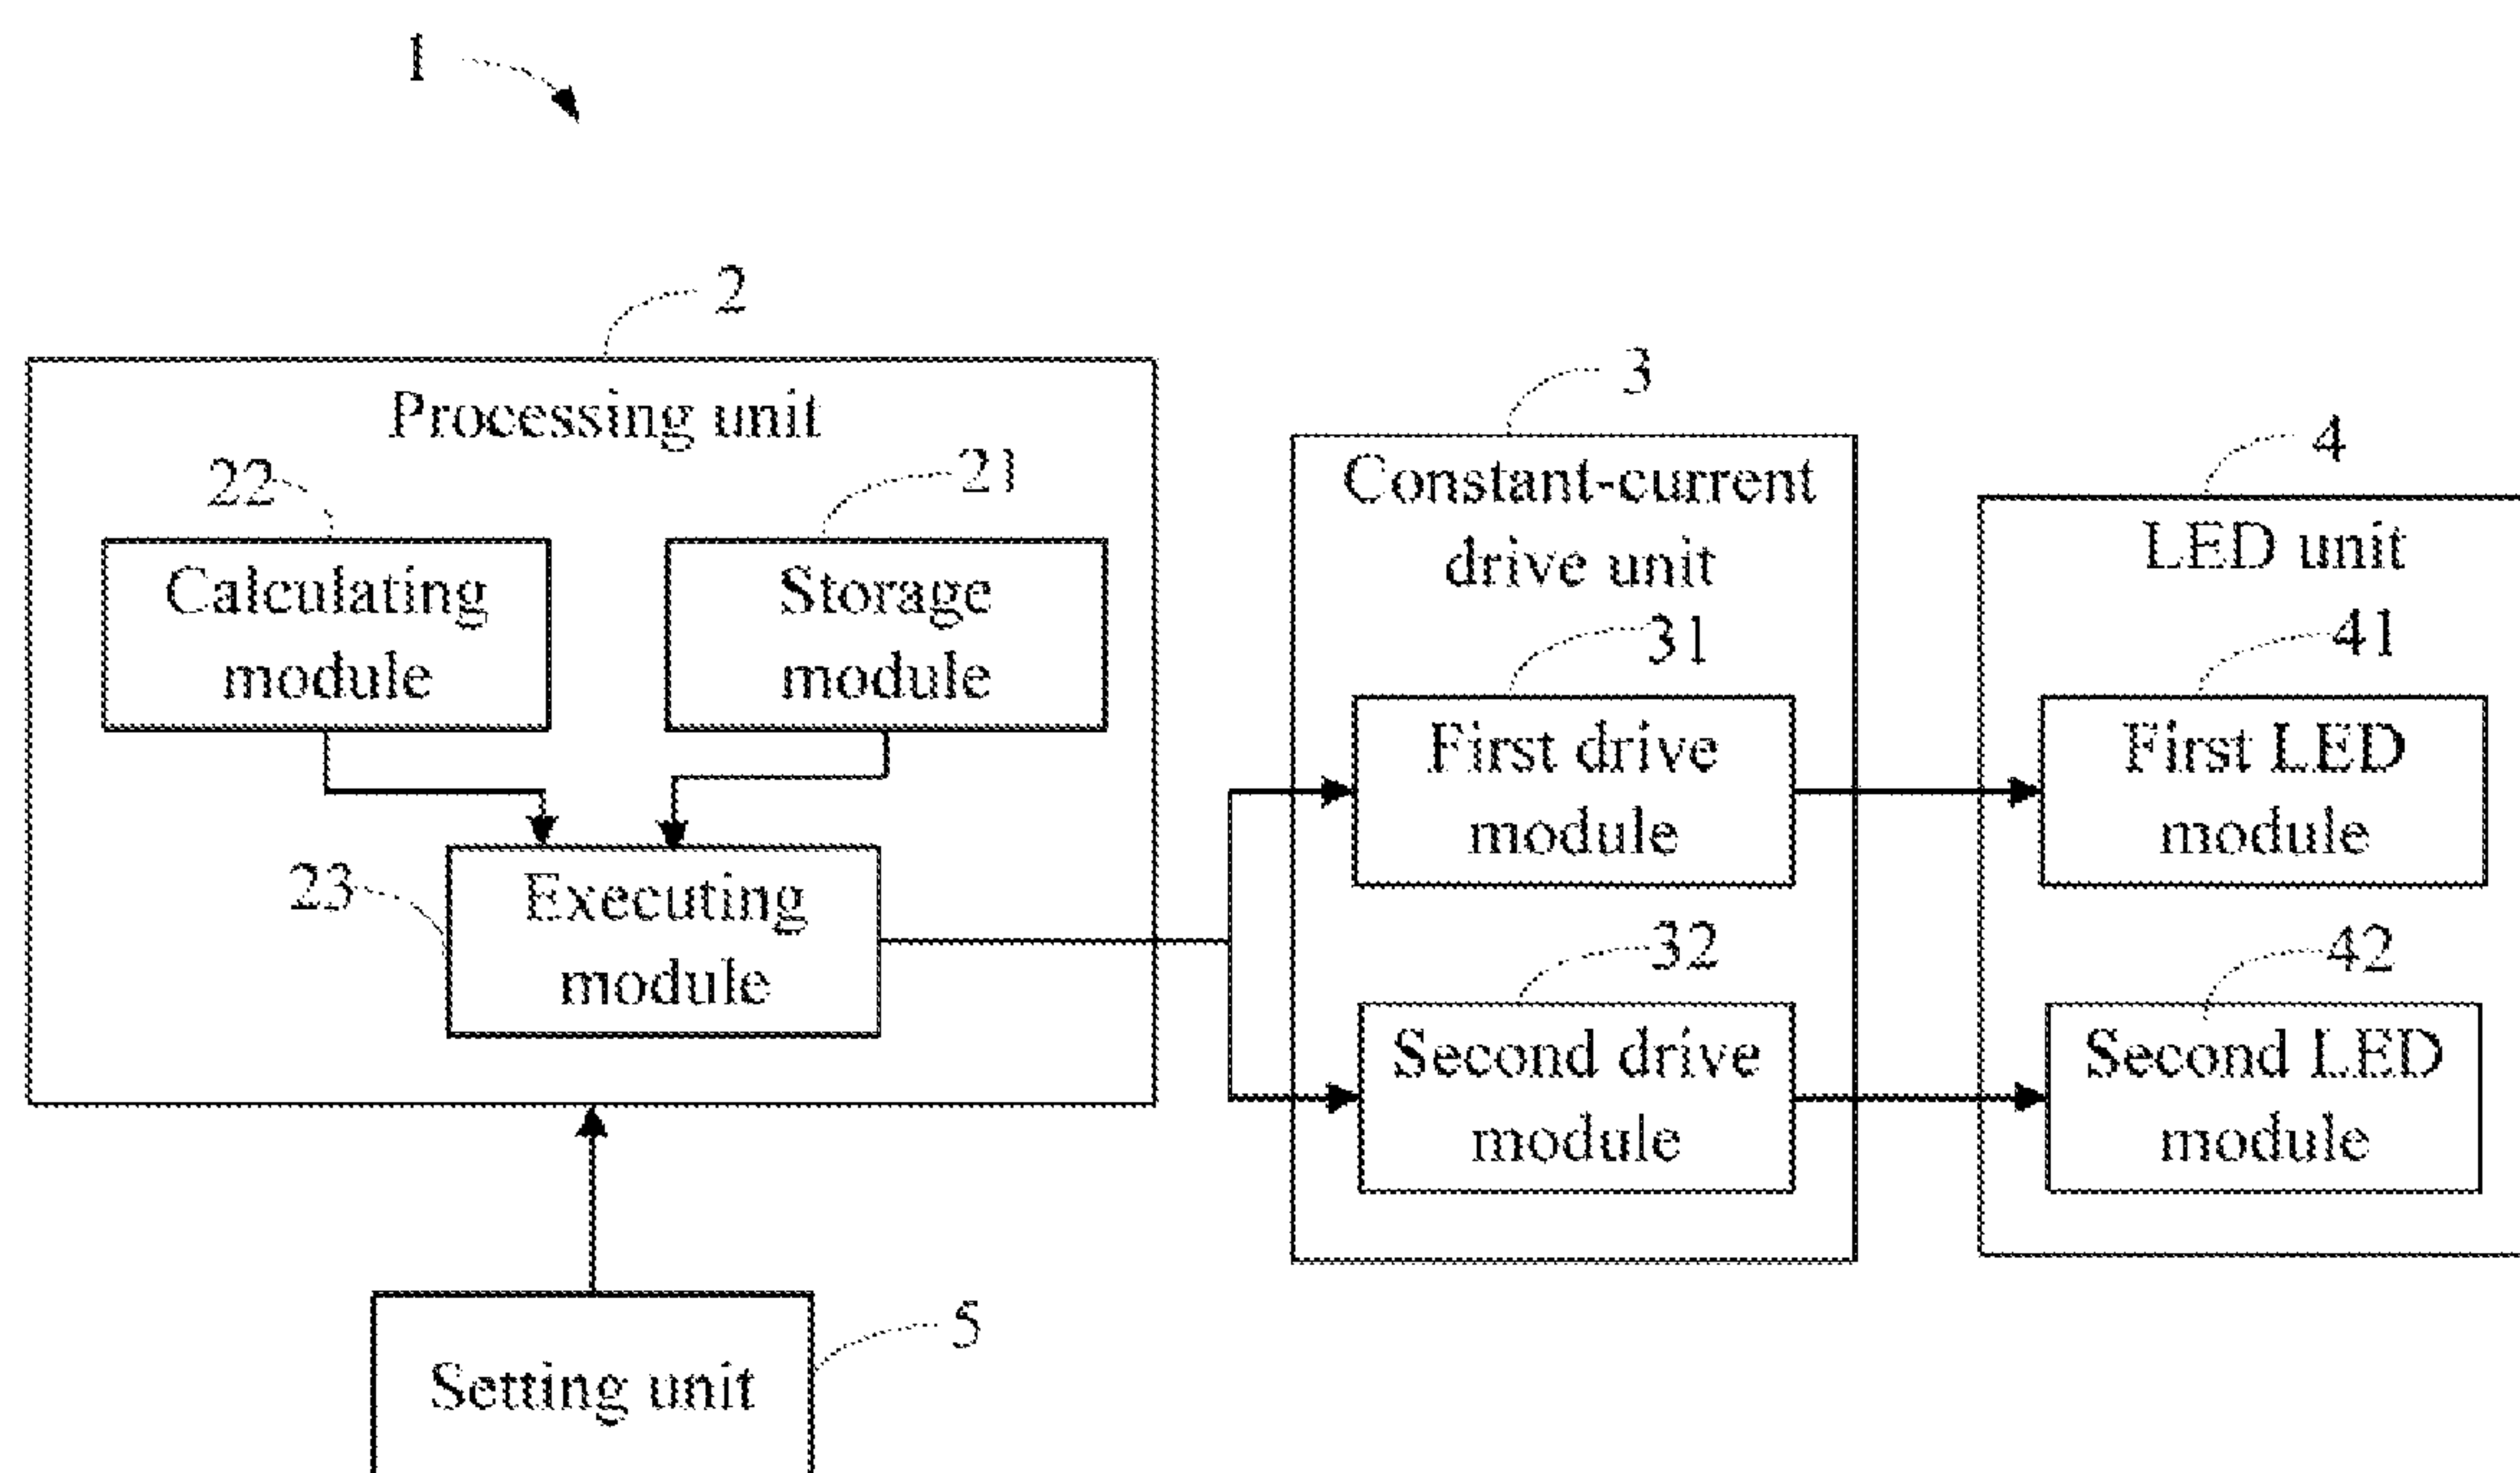 1
2
Processing unit
22
21
Calculating
module
Storage
module
23
Executing
module
3
Constant-current
drive unit
31
First drive
module
32
Second drive
module
4
LED unit
41
First LED
module
42
Second LED
module
5
Setting unit